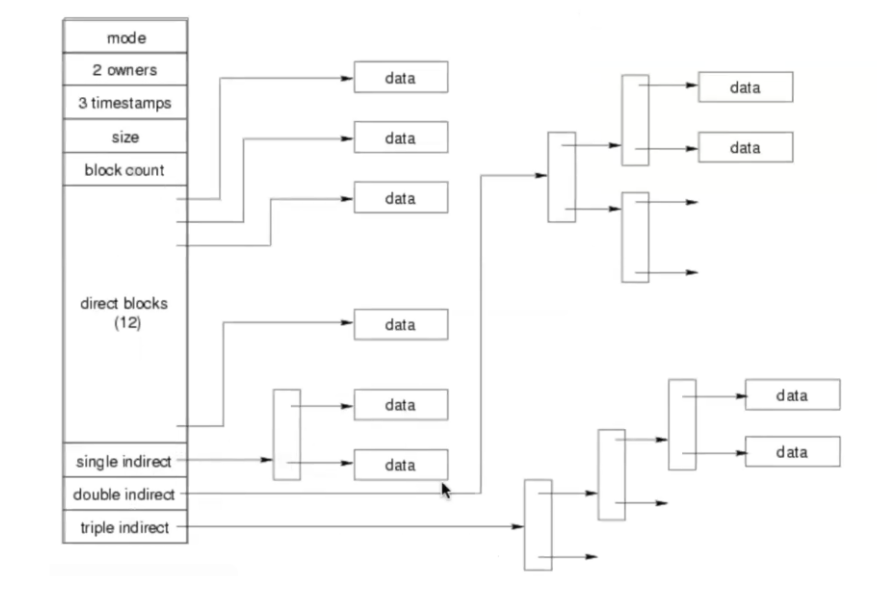 mode
2 owners
3 timestamps
size
block count
direct blocks
(12)
single indirect
double indirect
triple indirect
data
data
data
data
data
data
data
data
data
data